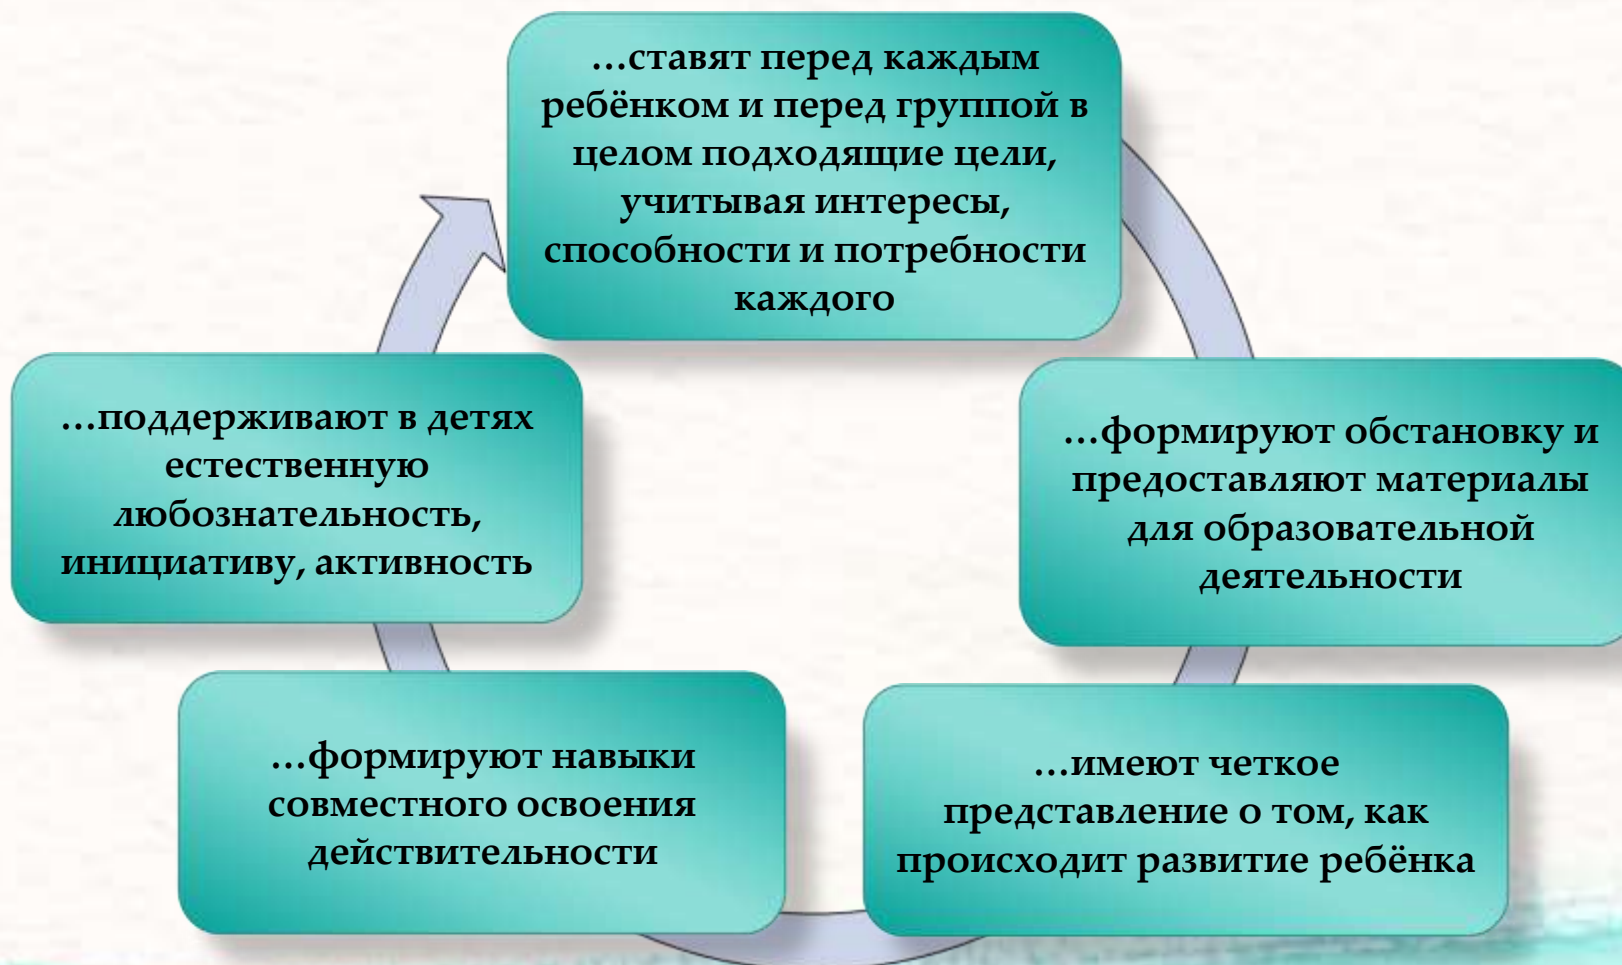 …ставят перед каждым
ребёнком и перед группой в
целом подходящие цели,
учитывая интересы,
способности и потребности
каждого
…формируют обстановку и
предоставляют материалы
для образовательной
деятельности
…имеют четкое
представление о том, как
происходит развитие ребёнка
…формируют навыки
совместного освоения
действительности
…поддерживают в детях
естественную
любознательность,
инициативу, активность